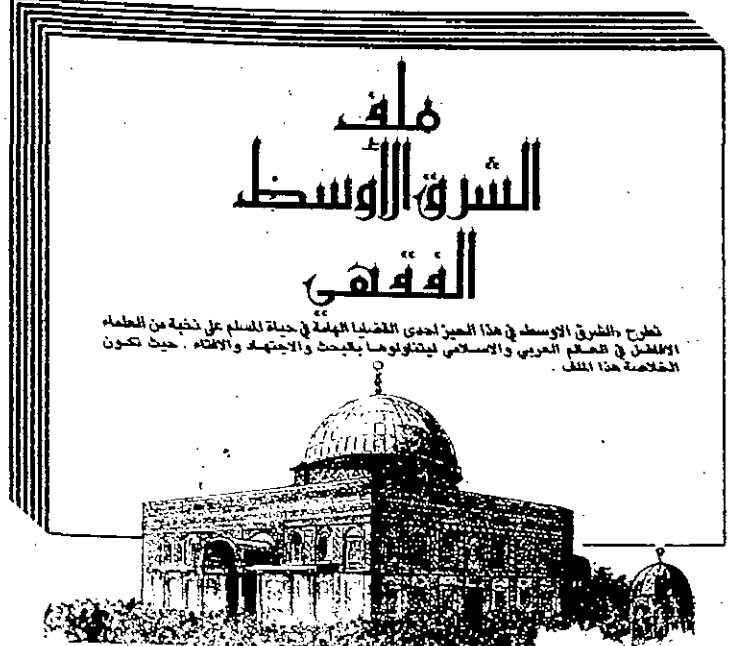 ملف
الشرق الأوسط
الفقهي
تطرح «الشرق الاوسط» في هذا الحيز احدى القضايا الهامة في حياة المسلم على نخبة من العلماء
الافاضل في العالم العربي والاسلامي ليتناولوها بالبحث والاجتهاد والافتاء . حيث تكون
الخلاصة هذا الملف .